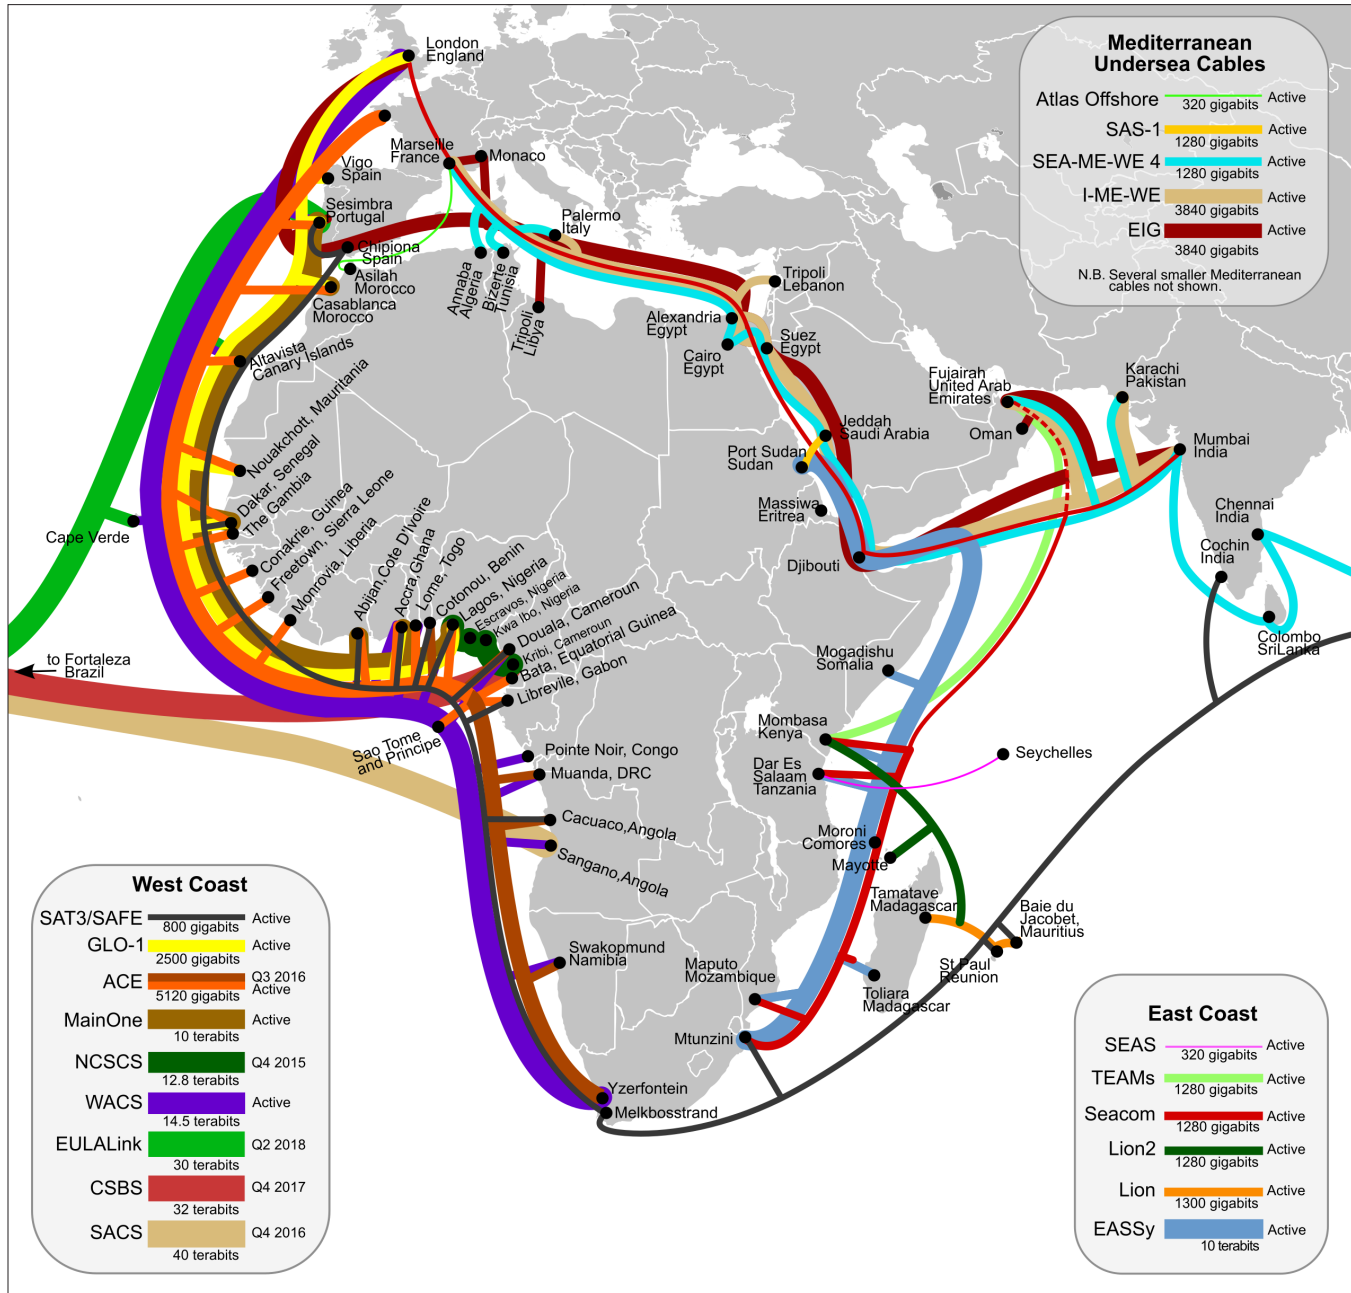 London
England
Marseille
France
Monaco
Vigo
Spain
Sesimbra
Portugal
Chipiona
Spain
Asilah
Morocco
Casablanca
Morocco
Palermo
Italy
Annaba
Algeria
Bizerte
Tunisia
Tripoli
Libya
Tripoli
Lebanon
Alexandria
Egypt
Cairo
Egypt
Suez
Egypt
Altavista
Canary Islands
Nouakchott, Mauritania
Dakar, Senegal
The Gambia
Cape Verde
Conakrie, Guinea
Freetown, Sierra Leone
Monrovia, Liberia
Abijan,Cote D'Ivoire
Accra,Ghana
Lome, Togo
Cotonou, Benin
Lagos, Nigeria
Escravos, Nigeria
Kwa Ibo, Nigeria
Douala, Cameroun
Kribi, Cameroun
Bata, Equatorial Guinea
Librevile, Gabon
to Fortaleza
Brazil
Sao Tome
and Principe
Pointe Noir, Congo
Muanda, DRC
Cacuaco,Angola
Sangano,Angola
Swakopmund
Namibia
Yzerfontein
Melkbosstrand
Mtunzini
Maputo
Mozambique
Toliara
Madagascar
Tamatave
Madagascar
St Paul
Reunion
Baie du
Jacobet,
Mauritius
Mayotte
Moroni
Comores
Dar Es
Salaam
Tanzania
Mombasa
Kenya
Seychelles
Mogadishu
Somalia
Djibouti
Massiwa
Eritrea
Port Sudan
Sudan
Jeddah
Saudi Arabia
Fujairah
United Arab
Emirates
Oman
Karachi
Pakistan
Mumbai
India
Chennai
India
Cochin
India
Colombo
SriLanka
Mediterranean
Undersea Cables
Atlas Offshore
320 gigabits
Active
SAS-1
1280 gigabits
Active
SEA-ME-WE 4
1280 gigabits
Active
I-ME-WE
3840 gigabits
Active
EIG
3840 gigabits
Active
N.B. Several smaller Mediterranean
cables not shown.
West Coast
SAT3/SAFE
800 gigabits
Active
GLO-1
2500 gigabits
Active
ACE
5120 gigabits
Q3 2016
Active
MainOne
10 terabits
Active
NCSCS
12.8 terabits
Q4 2015
WACS
14.5 terabits
Active
EULALink
30 terabits
Q2 2018
CSBS
32 terabits
Q4 2017
SACS
40 terabits
Q4 2016
East Coast
SEAS
320 gigabits
Active
TEAMs
1280 gigabits
Active
Seacom
1280 gigabits
Active
Lion2
1280 gigabits
Active
Lion
1300 gigabits
Active
EASSy
10 terabits
Active